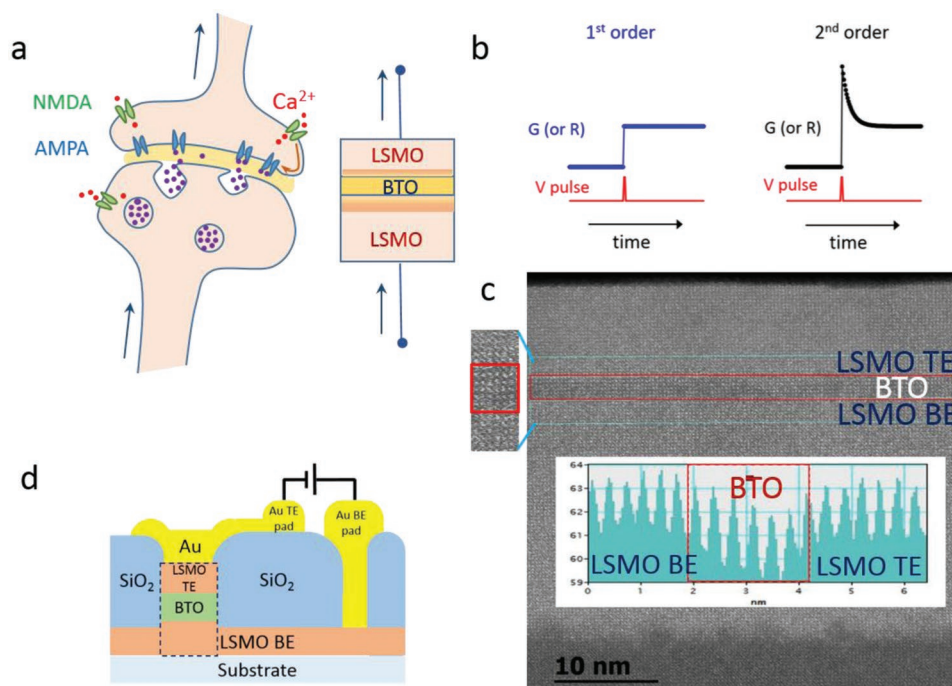 a
NMDA
AMPA
Ca²⁺
LSMO
BTO
LSMO
b
1st order
2nd order
G (or R)
V pulse
time
G (or R)
V pulse
time
c
LSMO TE
BTO
LSMO BE
64
63
62
61
60
59
BTO
LSMO BE
LSMO TE
0
1
2
3
4
5
6
nm
10 nm
d
Au TE
pad
Au BE
pad
Au
SiO₂
LSMO
TE
SiO₂
BTO
LSMO BE
Substrate